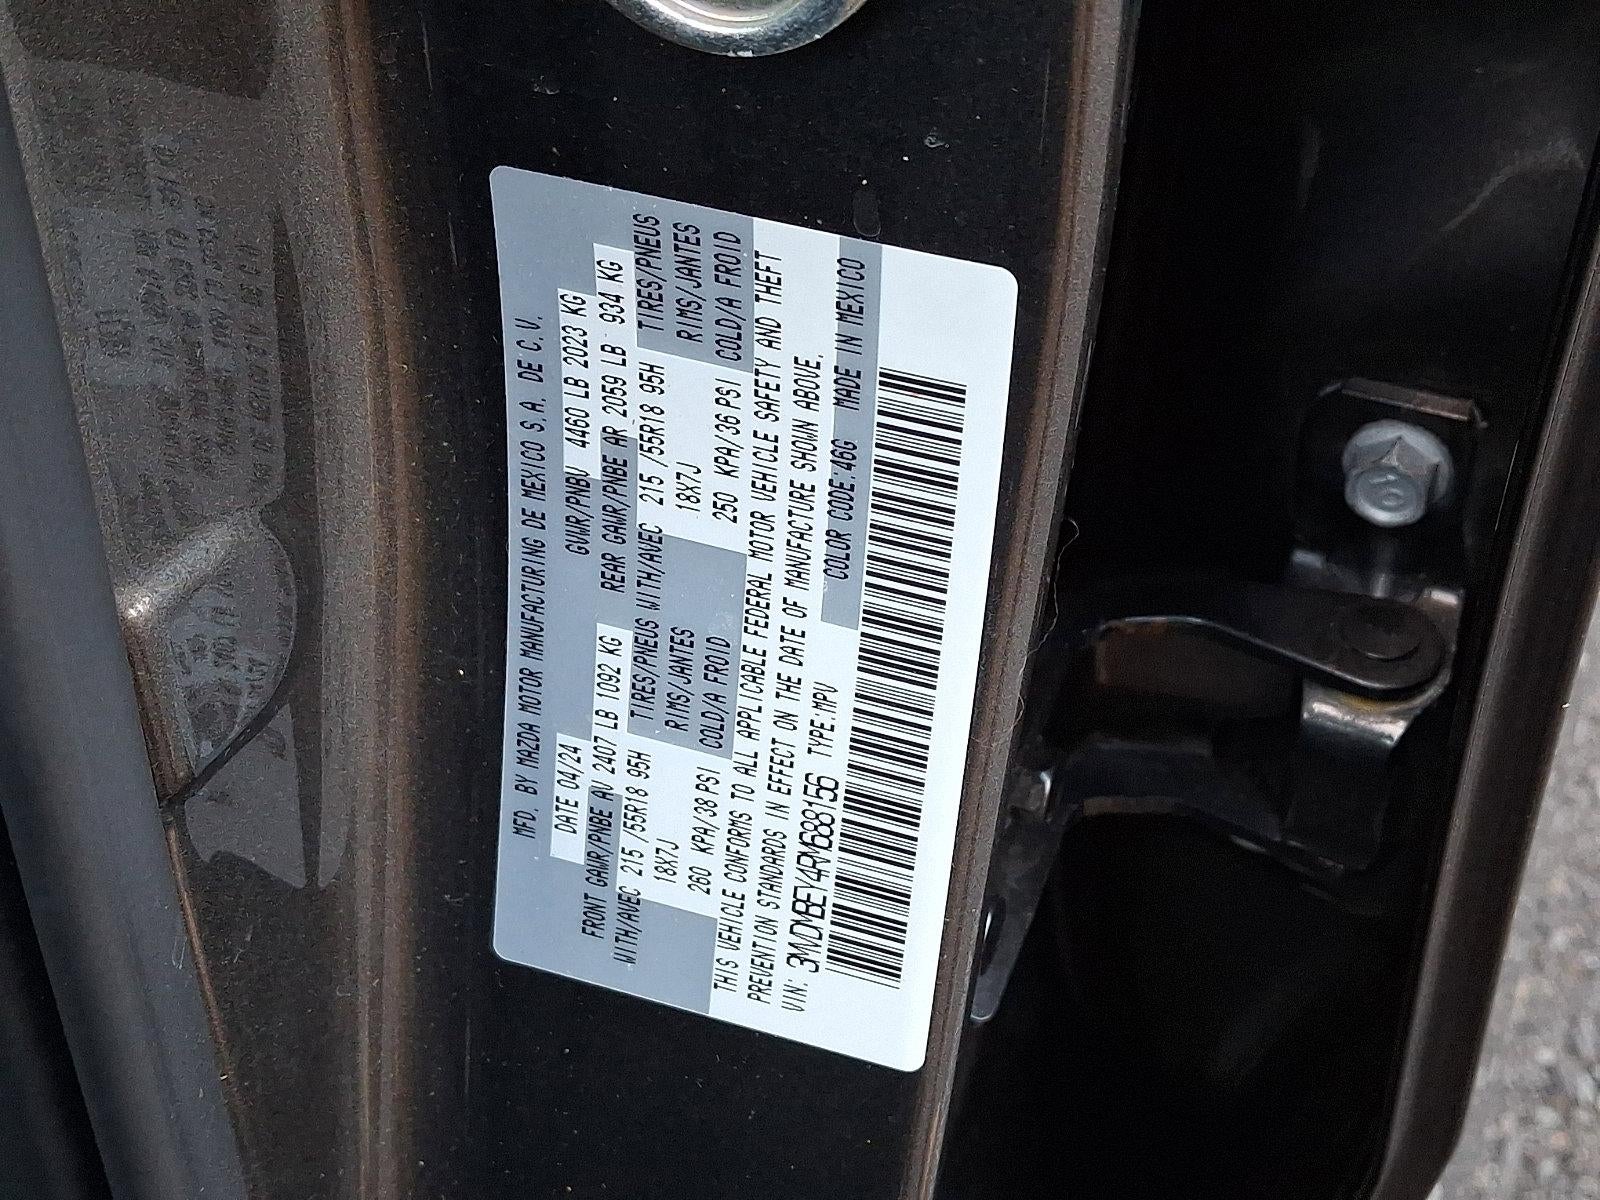 MFD. BY MAZDA MOTOR MANUFACTURING DE MEXICO S.A. DE C.V.
DATE 04/24 GVWR/PNBV 4460 LB 2023 KG
FRONT GAWR/PNBE AV 2407 LB 1092 KG REAR GAWR/PNBE AR 2059 LB 934 KG
WITH/AVEC 215 /55R18 95H TIRES/PNEUS WITH/AVEC 215 /55R18 95H TIRES/PNEUS
18X7J RIMS/JANTES 18X7J RIMS/JANTES
260 KPA/38 PSI COLD/A FROID 250 KPA/36 PSI COLD/A FROID
THIS VEHICLE CONFORMS TO ALL APPLICABLE FEDERAL MOTOR VEHICLE SAFETY AND THEFT
PREVENTION STANDARDS IN EFFECT ON THE DATE OF MANUFACTURE SHOWN ABOVE.
VIN: 3MVDMBEY4RM688156 TYPE:MPV COLOR CODE:46G MADE IN MEXICO